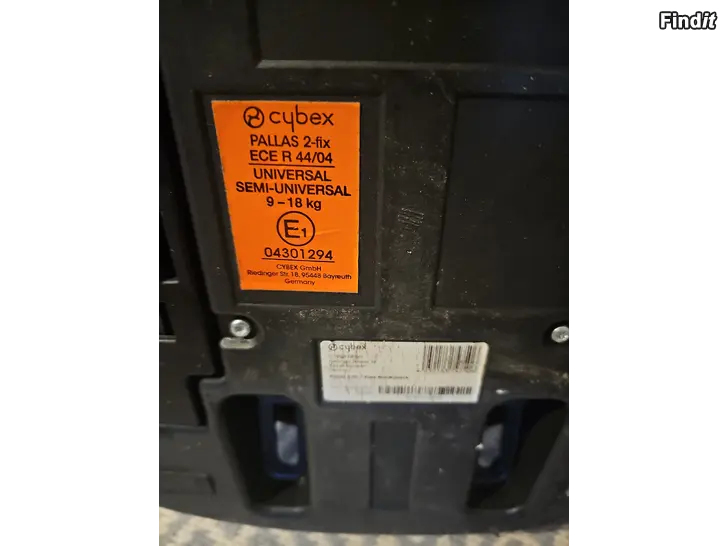 Findit
cybex
PALLAS 2-fix
ECE R 44/04
UNIVERSAL
SEMI-UNIVERSAL
9 – 18 kg
E1
04301294
CYBEX GmbH
Riedinger Str. 18, 95448 Bayreuth
Germany
cybex